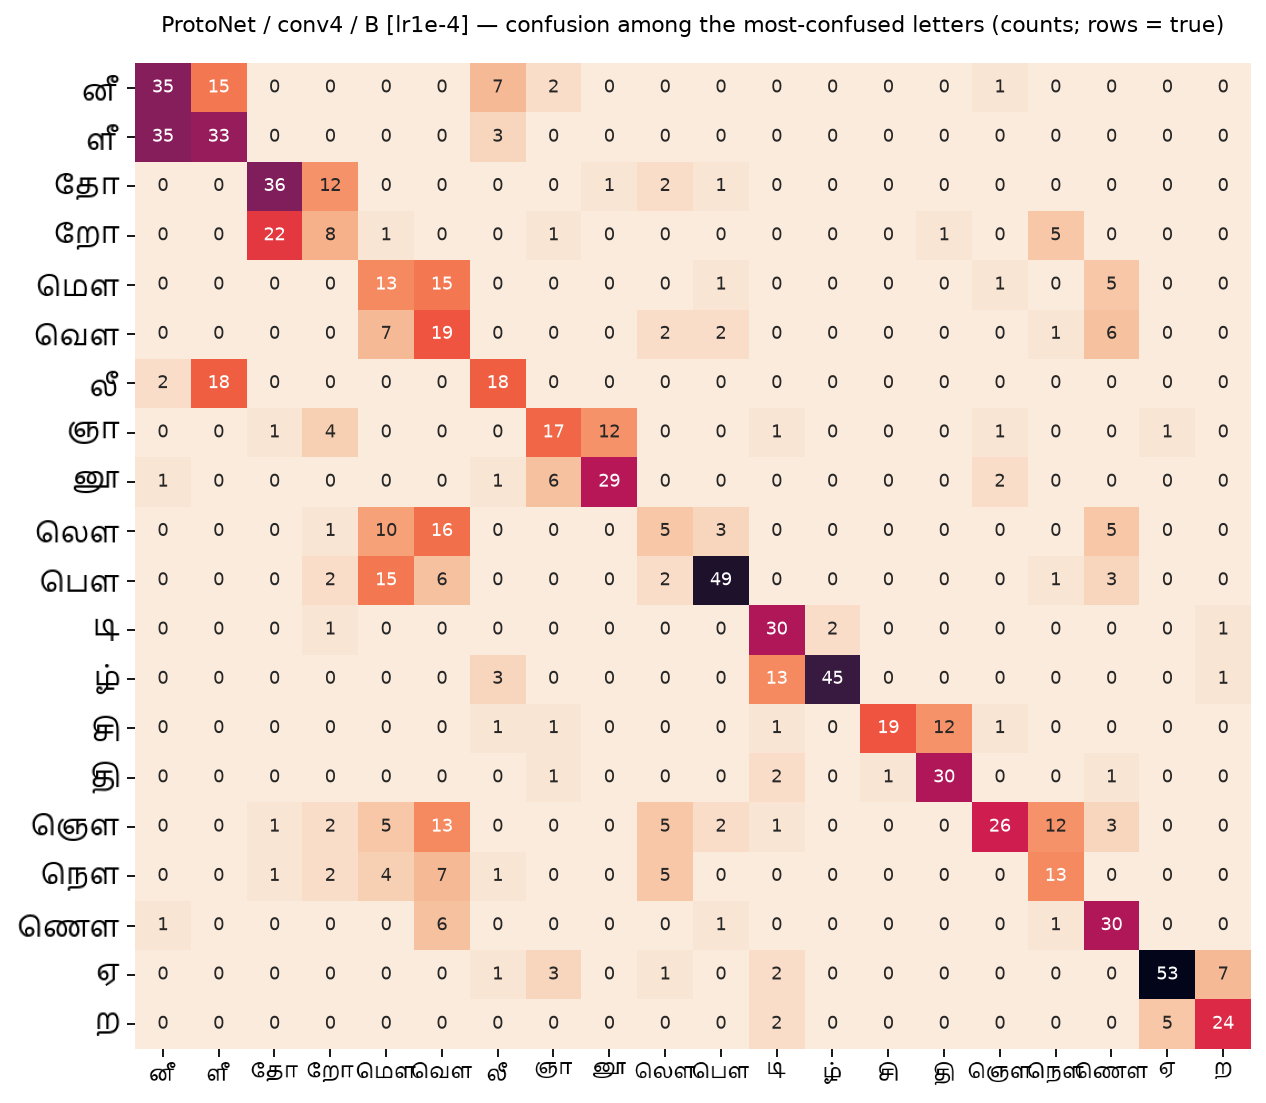 ProtoNet / conv4 / B [lr1e-4] — confusion among the most-confused letters (counts; rows = true)
னீ 35 15 0 0 0 0 7 2 0 0 0 0 0 0 0 1 0 0 0 0
ளீ 35 33 0 0 0 0 3 0 0 0 0 0 0 0 0 0 0 0 0 0
தோ 0 0 36 12 0 0 0 0 1 2 1 0 0 0 0 0 0 0 0 0
றோ 0 0 22 8 1 0 0 1 0 0 0 0 0 0 1 0 5 0 0 0
மௌ 0 0 0 0 13 15 0 0 0 0 1 0 0 0 0 1 0 5 0 0
வௌ 0 0 0 0 7 19 0 0 0 2 2 0 0 0 0 0 1 6 0 0
லீ 2 18 0 0 0 0 18 0 0 0 0 0 0 0 0 0 0 0 0 0
ஞா 0 0 1 4 0 0 0 17 12 0 0 1 0 0 0 1 0 0 1 0
னூ 1 0 0 0 0 0 1 6 29 0 0 0 0 0 0 2 0 0 0 0
லௌ 0 0 0 1 10 16 0 0 0 5 3 0 0 0 0 0 0 5 0 0
பௌ 0 0 0 2 15 6 0 0 0 2 49 0 0 0 0 0 1 3 0 0
டி 0 0 0 1 0 0 0 0 0 0 0 30 2 0 0 0 0 0 0 1
ழ் 0 0 0 0 0 0 3 0 0 0 0 13 45 0 0 0 0 0 0 1
சி 0 0 0 0 0 0 1 1 0 0 0 1 0 19 12 1 0 0 0 0
தி 0 0 0 0 0 0 0 1 0 0 0 2 0 1 30 0 0 1 0 0
ஞௌ 0 0 1 2 5 13 0 0 0 5 2 1 0 0 0 26 12 3 0 0
நௌ 0 0 1 2 4 7 1 0 0 5 0 0 0 0 0 0 13 0 0 0
ணௌ 1 0 0 0 0 6 0 0 0 0 1 0 0 0 0 0 1 30 0 0
ஏ 0 0 0 0 0 0 1 3 0 1 0 2 0 0 0 0 0 0 53 7
ற 0 0 0 0 0 0 0 0 0 0 0 2 0 0 0 0 0 0 5 24
னீ ளீ தோ றோ மௌ வௌ லீ ஞா னூ லௌ பௌ டி ழ் சி தி ஞௌ நௌ ணௌ ஏ ற